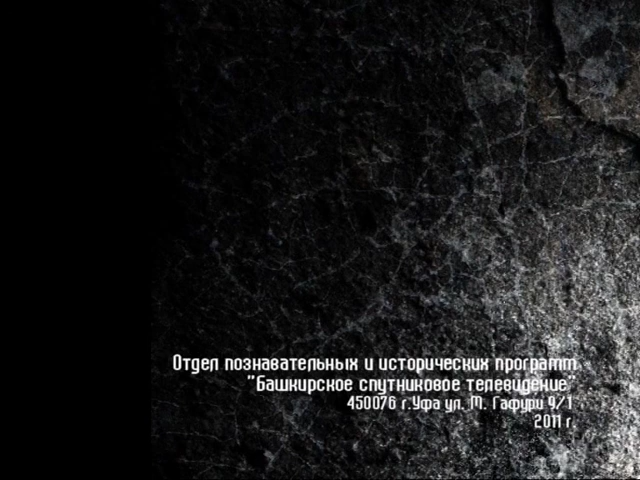 Отдел познавательных и исторических программ
"Башкирское спутниковое телевидение"
450076 г.Уфа ул. М. Гафури 9/1
2011 г.